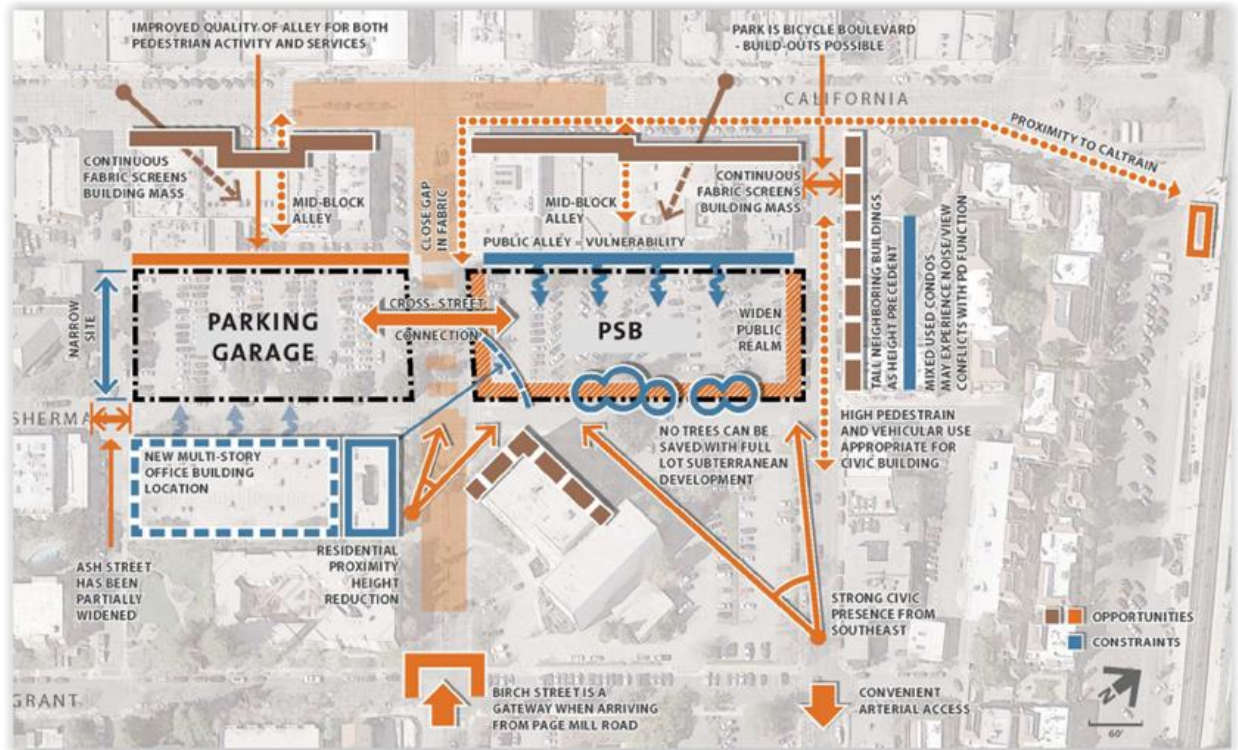 IMPROVED QUALITY OF ALLEY FOR BOTH
PEDESTRIAN ACTIVITY AND SERVICES
PARK IS BICYCLE BOULEVARD
- BUILD-OUTS POSSIBLE
CALIFORNIA
PROXIMITY TO CALTRAIN
CONTINUOUS
FABRIC SCREENS
BUILDING MASS
MID-BLOCK
ALLEY
CLOSE GAP
IN FABRIC
MID-BLOCK
ALLEY
CONTINUOUS
FABRIC SCREENS
BUILDING MASS
PUBLIC ALLEY = VULNERABILITY
NARROW
SITE
PARKING
GARAGE
CROSS- STREET
CONNECTION
PSB
WIDEN
PUBLIC
REALM
TALL NEIGHBORING BUILDINGS
AS HEIGHT PRECEDENT
MIXED USED CONDOS
MAY EXPERIENCE NOISE/VIEW
CONFLICTS WITH PD FUNCTION
SHERMA
NEW MULTI-STORY
OFFICE BUILDING
LOCATION
NO TREES CAN BE
SAVED WITH FULL
LOT SUBTERRANEAN
DEVELOPMENT
HIGH PEDESTRAIN
AND VEHICULAR USE
APPROPRIATE FOR
CIVIC BUILDING
ASH STREET
HAS BEEN
PARTIALLY
WIDENED
RESIDENTIAL
PROXIMITY
HEIGHT
REDUCTION
STRONG CIVIC
PRESENCE FROM
SOUTHEAST
OPPORTUNITIES
CONSTRAINTS
GRANT
BIRCH STREET IS A
GATEWAY WHEN ARRIVING
FROM PAGE MILL ROAD
CONVENIENT
ARTERIAL ACCESS
N
60'